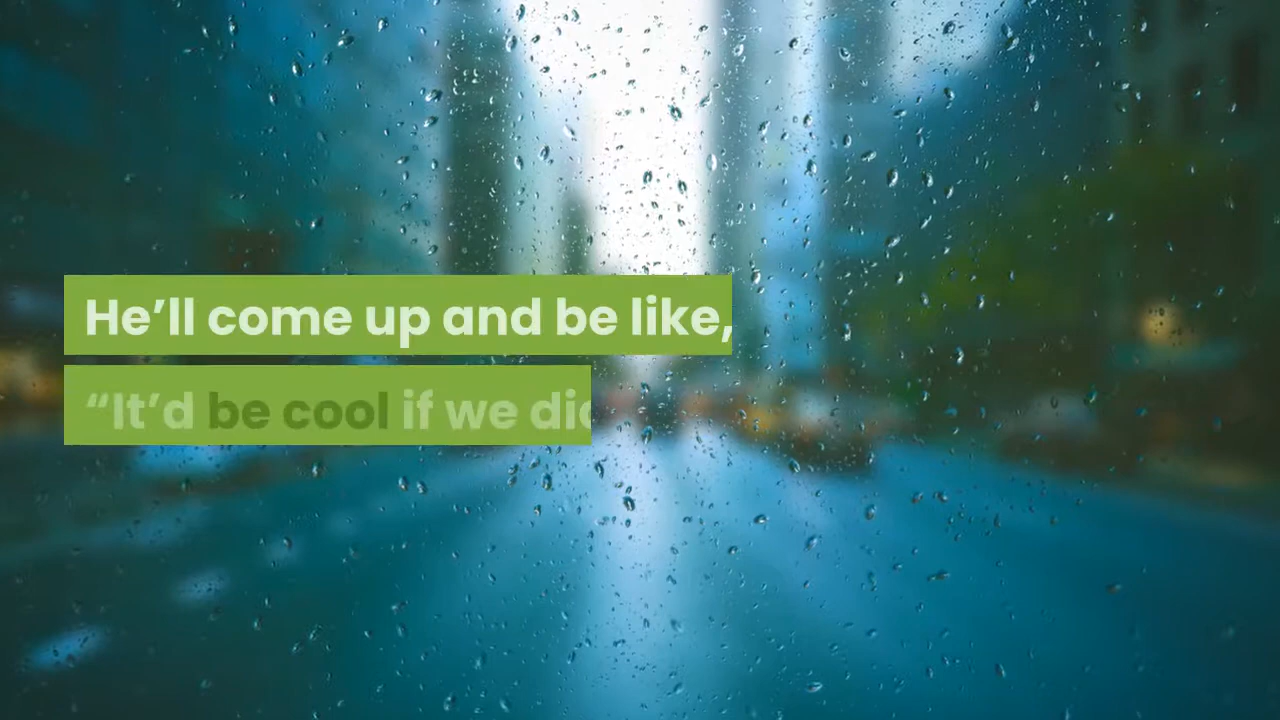 He’ll come up and be like,
“It’d be cool if we